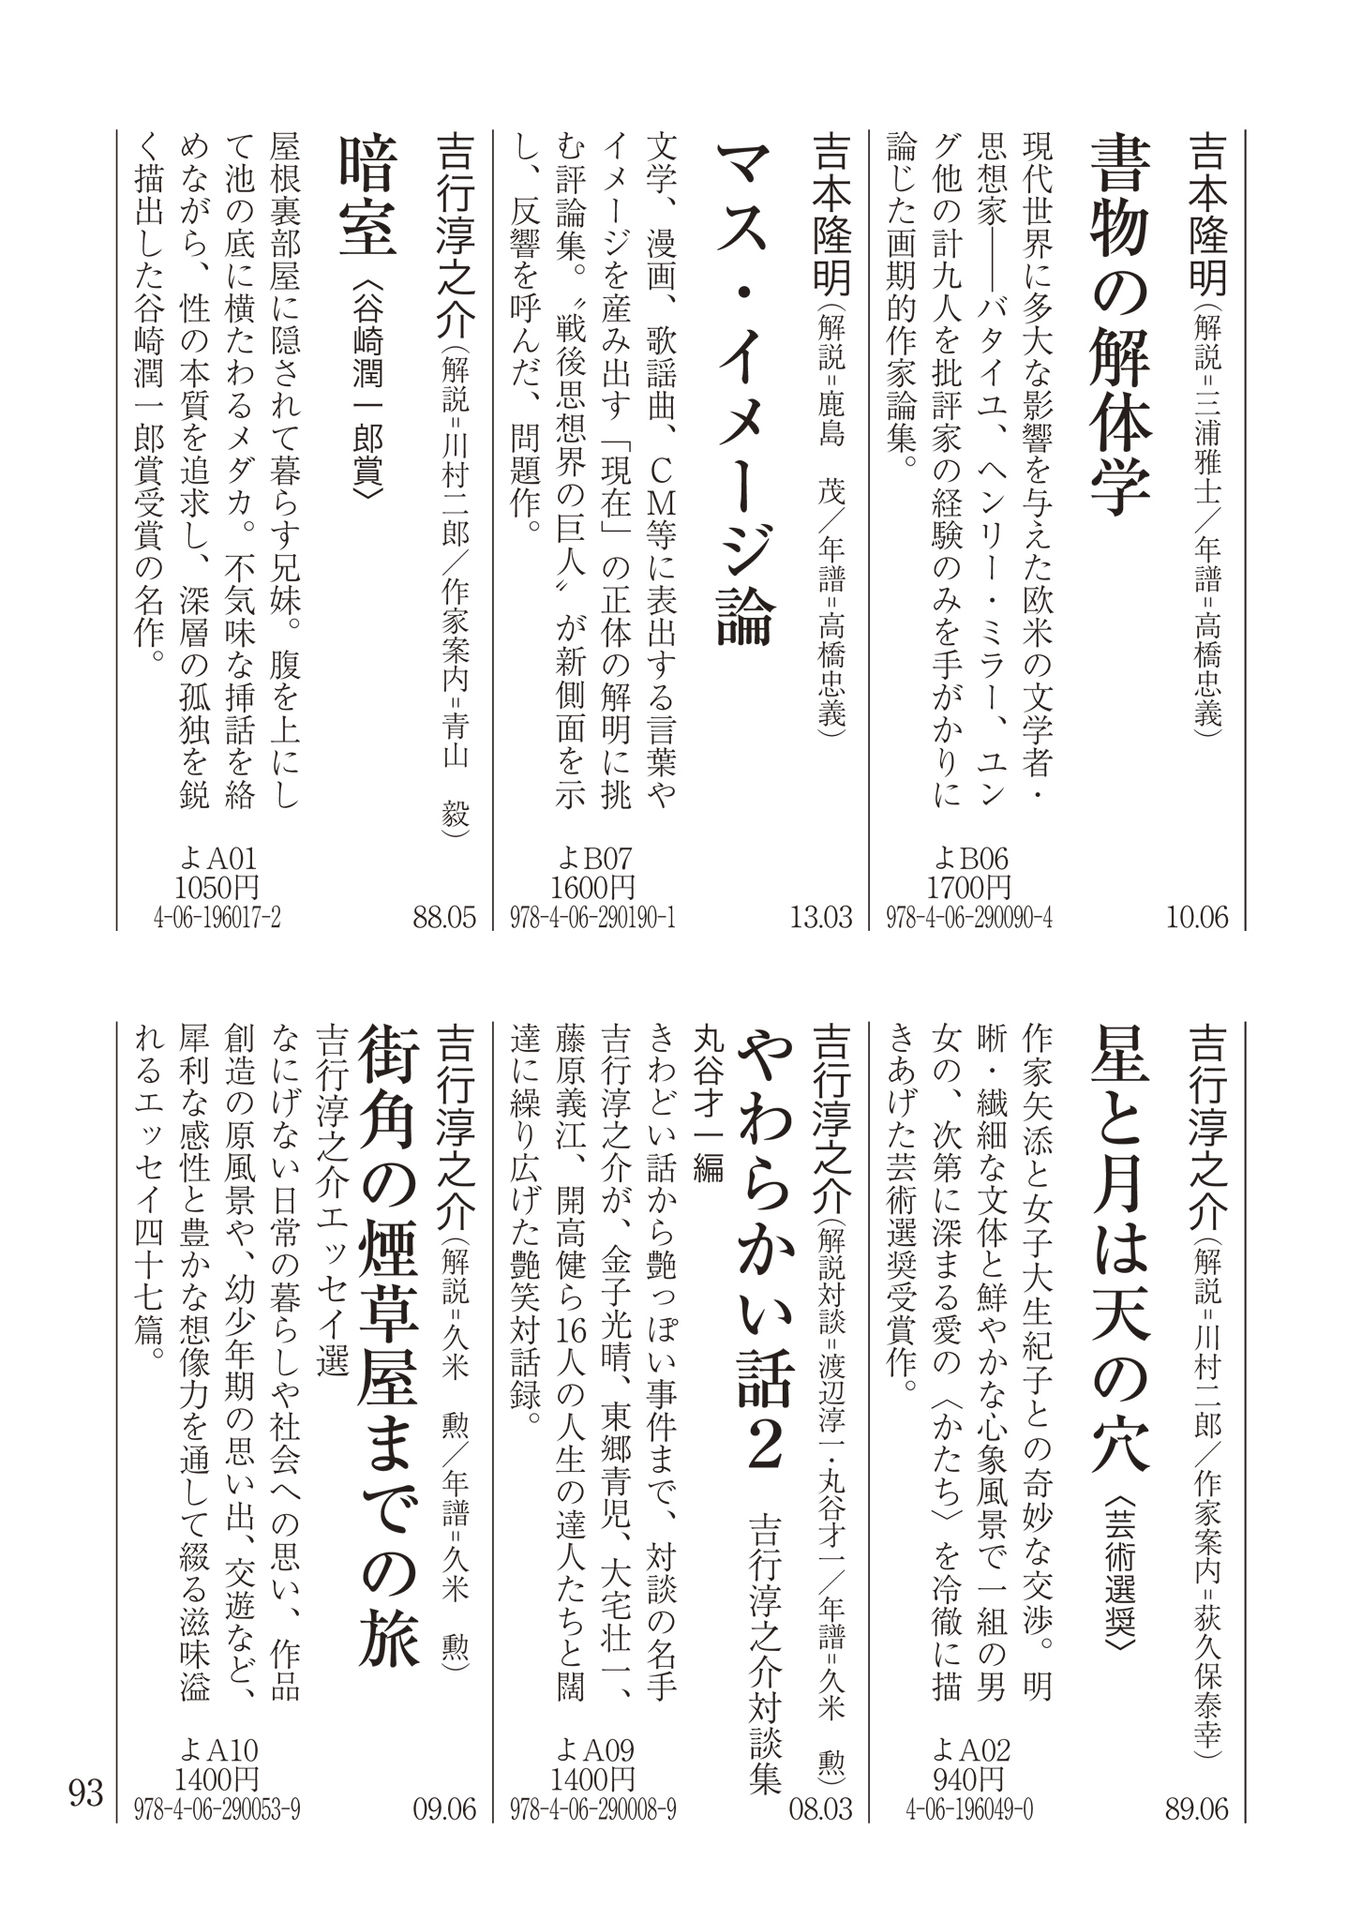 吉本隆明（解説＝三浦雅士／年譜＝高橋忠義）
書物の解体学
現代世界に多大な影響を与えた欧米の文学者・
思想家――バタイユ、ヘンリー・ミラー、ユン
グ他の計九人を批評家の経験のみを手がかりに
論じた画期的作家論集。
よB06
1700円
978-4-06-290090-4
10.06
吉本隆明（解説＝鹿島　茂／年譜＝高橋忠義）
マス・イメージ論
文学、漫画、歌謡曲、ＣＭ等に表出する言葉や
イメージを産み出す「現在」の正体の解明に挑
む評論集。〝戦後思想界の巨人〟が新側面を示
し、反響を呼んだ、問題作。
よB07
1600円
978-4-06-290190-1
13.03
吉行淳之介（解説＝川村二郎／作家案内＝青山　毅）
暗室〈谷崎潤一郎賞〉
屋根裏部屋に隠されて暮らす兄妹。腹を上にし
て池の底に横たわるメダカ。不気味な挿話を絡
めながら、性の本質を追求し、深層の孤独を鋭
く描出した谷崎潤一郎賞受賞の名作。
よA01
1050円
4-06-196017-2
88.05
吉行淳之介（解説＝川村二郎／作家案内＝荻久保泰幸）
星と月は天の穴〈芸術選奨〉
作家矢添と女子大生紀子との奇妙な交渉。明
晰・繊細な文体と鮮やかな心象風景で一組の男
女の、次第に深まる愛の〈かたち〉を冷徹に描
きあげた芸術選奨受賞作。
よA02
940円
4-06-196049-0
89.06
吉行淳之介（解説対談＝渡辺淳一・丸谷才一／年譜＝久米　勲）
やわらかい話２　吉行淳之介対談集
丸谷才一編
きわどい話から艶っぽい事件まで、対談の名手
吉行淳之介が、金子光晴、東郷青児、大宅壮一、
藤原義江、開高健ら16人の人生の達人たちと闊
達に繰り広げた艶笑対話録。
よA09
1400円
978-4-06-290008-9
08.03
吉行淳之介（解説＝久米　勲／年譜＝久米　勲）
街角の煙草屋までの旅
吉行淳之介エッセイ選
なにげない日常の暮らしや社会への思い、作品
創造の原風景や、幼少年期の思い出、交遊など、
犀利な感性と豊かな想像力を通して綴る滋味溢
れるエッセイ四十七篇。
よA10
1400円
978-4-06-290053-9
09.06
93